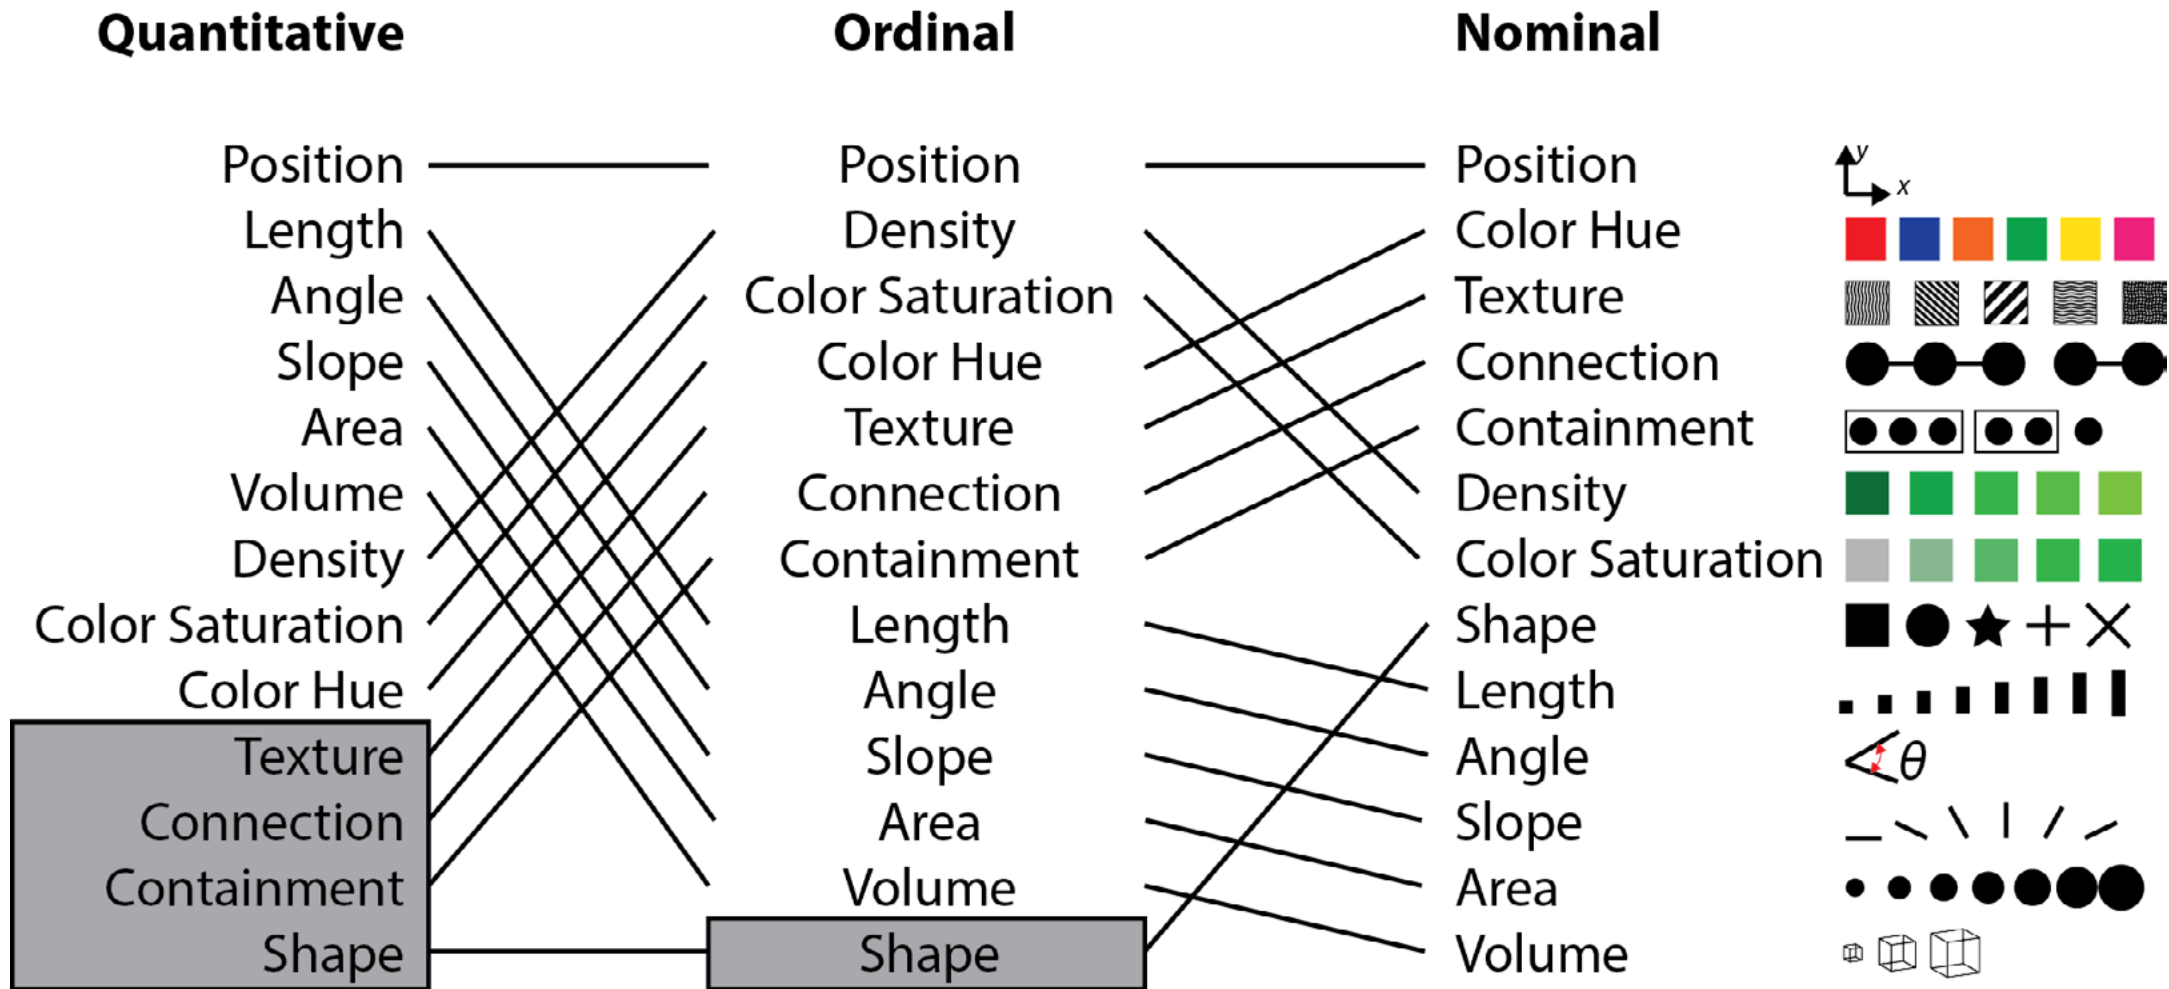 Quantitative Ordinal Nominal
Position Position Position y x
Length Density Color Hue
Angle Color Saturation Texture
Slope Color Hue Connection
Area Texture Containment
Volume Connection Density
Density Containment Color Saturation
Color Saturation Length Shape
Color Hue Angle Length
Texture Slope Angle θ
Connection Area Slope
Containment Volume Area
Shape Shape Volume